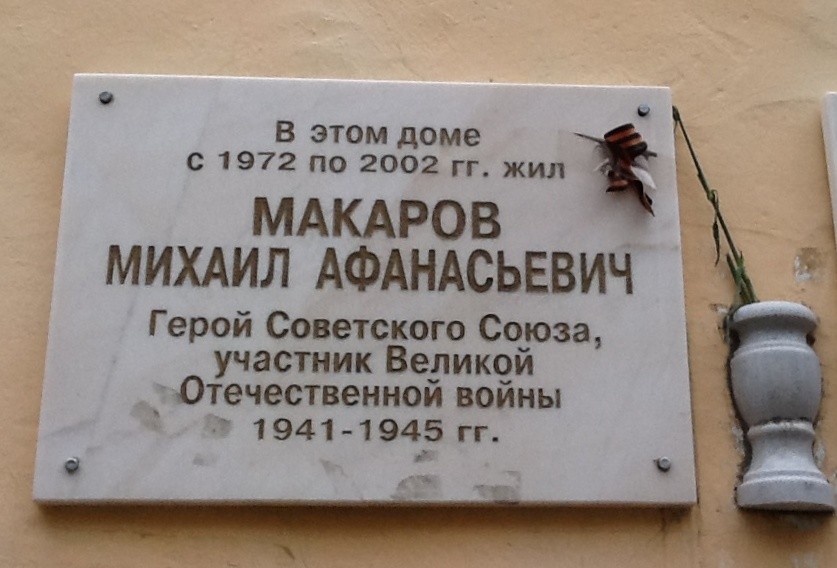 В этом доме
с 1972 по 2002 гг. жил
МАКАРОВ
МИХАИЛ АФАНАСЬЕВИЧ
Герой Советского Союза,
участник Великой
Отечественной войны
1941-1945 гг.